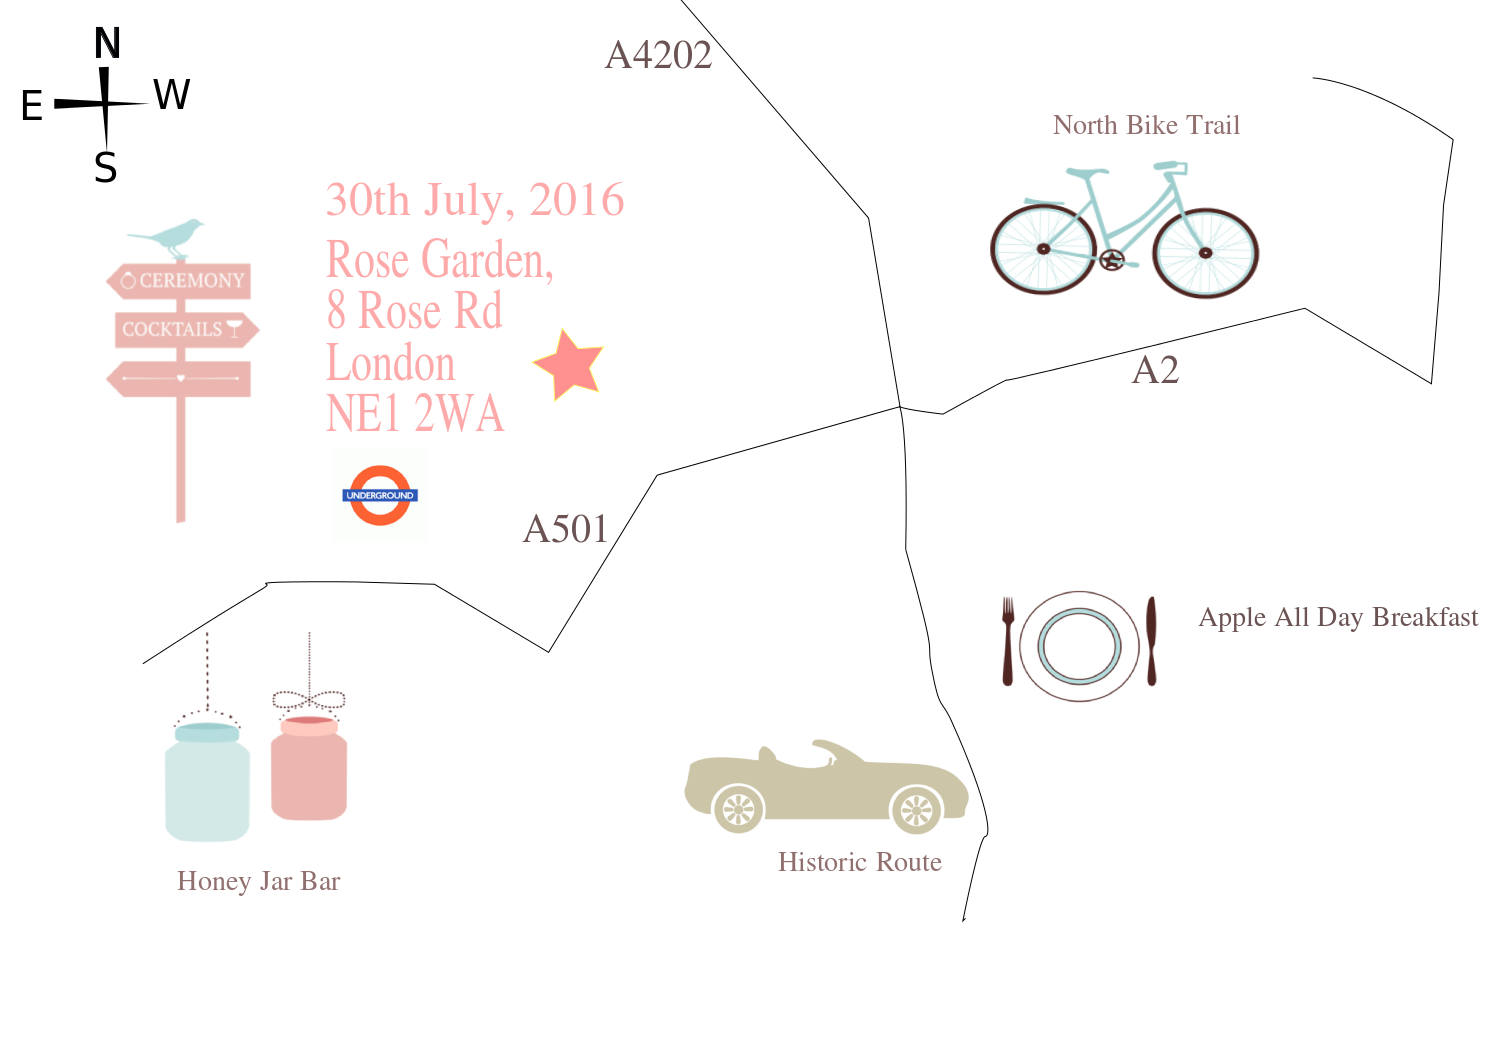 N
E
W
S
A4202
North Bike Trail
30th July, 2016
Rose Garden,
8 Rose Rd
London
NE1 2WA
CEREMONY
COCKTAILS
UNDERGROUND
A2
A501
Apple All Day Breakfast
Historic Route
Honey Jar Bar